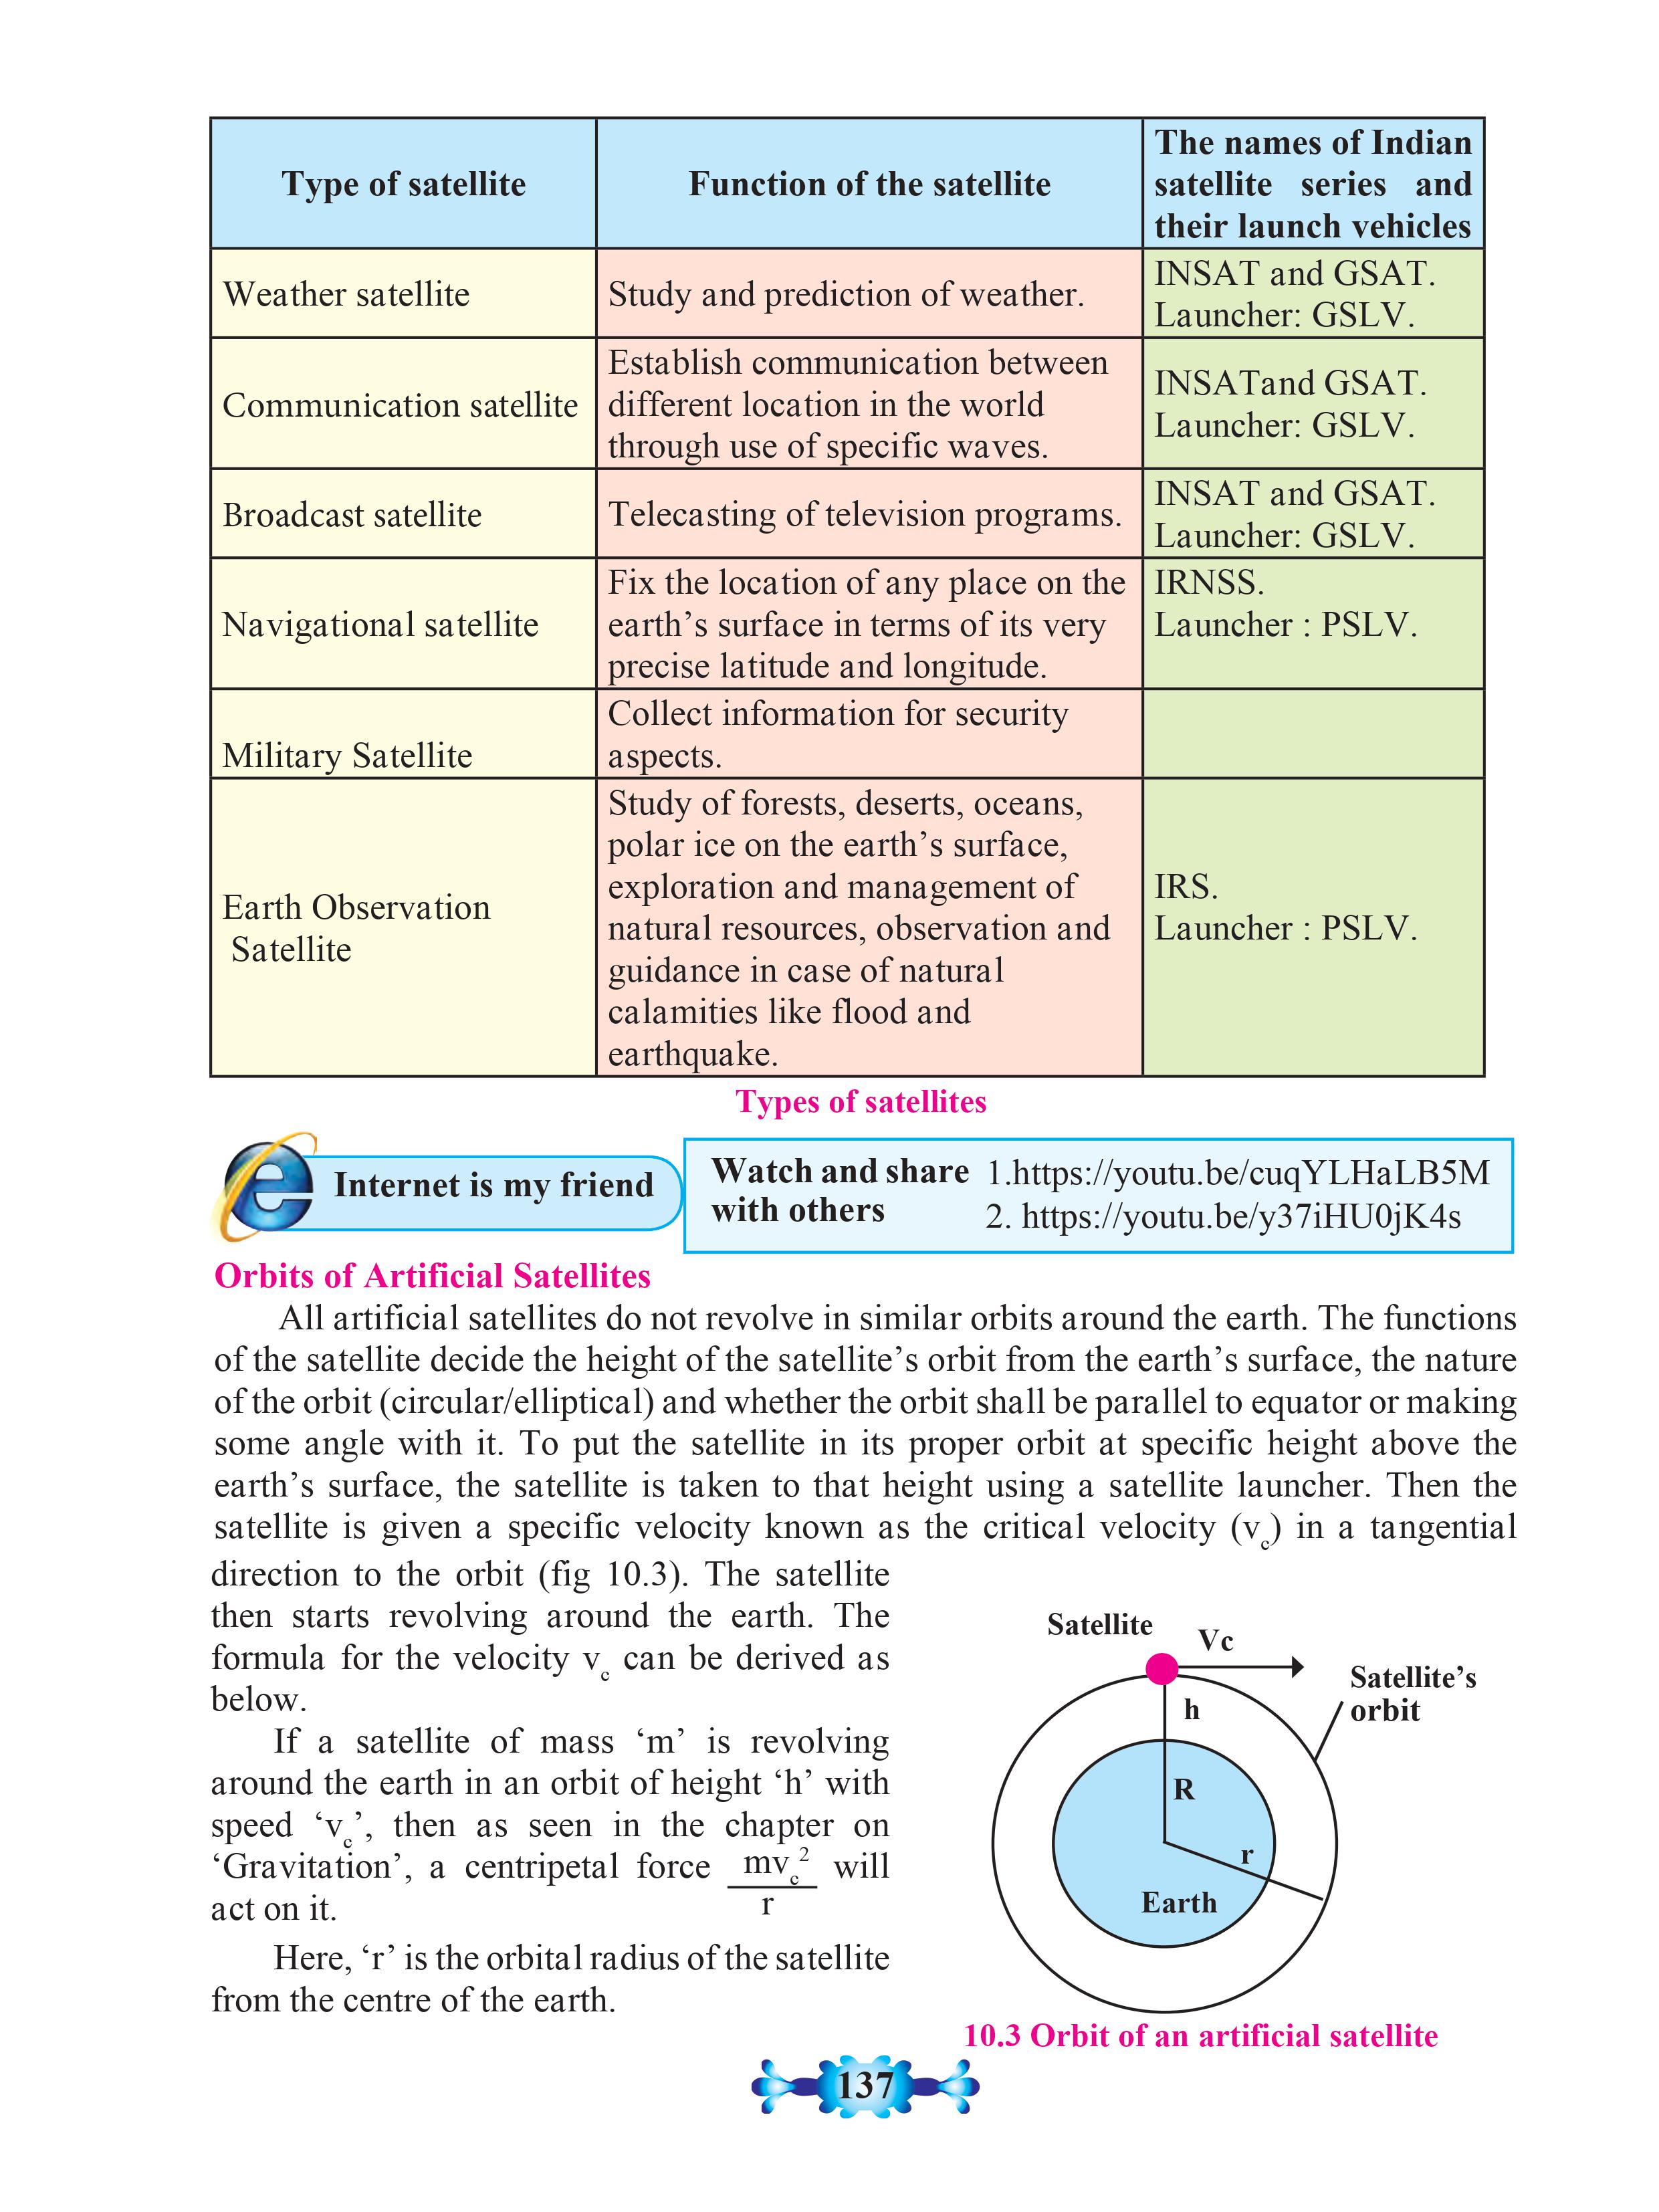 Type of satellite
Function of the satellite
The names of Indian
satellite series and
their launch vehicles
Weather satellite
Study and prediction of weather.
INSAT and GSAT.
Launcher: GSLV.
Communication satellite
Establish communication between
different location in the world
through use of specific waves.
INSATand GSAT.
Launcher: GSLV.
Broadcast satellite
Telecasting of television programs.
INSAT and GSAT.
Launcher: GSLV.
Navigational satellite
Fix the location of any place on the
earth’s surface in terms of its very
precise latitude and longitude.
IRNSS.
Launcher : PSLV.
Military Satellite
Collect information for security
aspects.
Earth Observation
Satellite
Study of forests, deserts, oceans,
polar ice on the earth’s surface,
exploration and management of
natural resources, observation and
guidance in case of natural
calamities like flood and
earthquake.
IRS.
Launcher : PSLV.
Types of satellites
Internet is my friend
Watch and share
with others
1.https://youtu.be/cuqYLHaLB5M
2. https://youtu.be/y37iHU0jK4s
Orbits of Artificial Satellites
All artificial satellites do not revolve in similar orbits around the earth. The functions
of the satellite decide the height of the satellite’s orbit from the earth’s surface, the nature
of the orbit (circular/elliptical) and whether the orbit shall be parallel to equator or making
some angle with it. To put the satellite in its proper orbit at specific height above the
earth’s surface, the satellite is taken to that height using a satellite launcher. Then the
satellite is given a specific velocity known as the critical velocity (vc) in a tangential
direction to the orbit (fig 10.3). The satellite
then starts revolving around the earth. The
formula for the velocity vc can be derived as
below.
If a satellite of mass ‘m’ is revolving
around the earth in an orbit of height ‘h’ with
speed ‘vc’, then as seen in the chapter on
‘Gravitation’, a centripetal force mvc²/r will
act on it.
Here, ‘r’ is the orbital radius of the satellite
from the centre of the earth.
Satellite
Vc
Satellite’s
orbit
h
R
r
Earth
10.3 Orbit of an artificial satellite
137